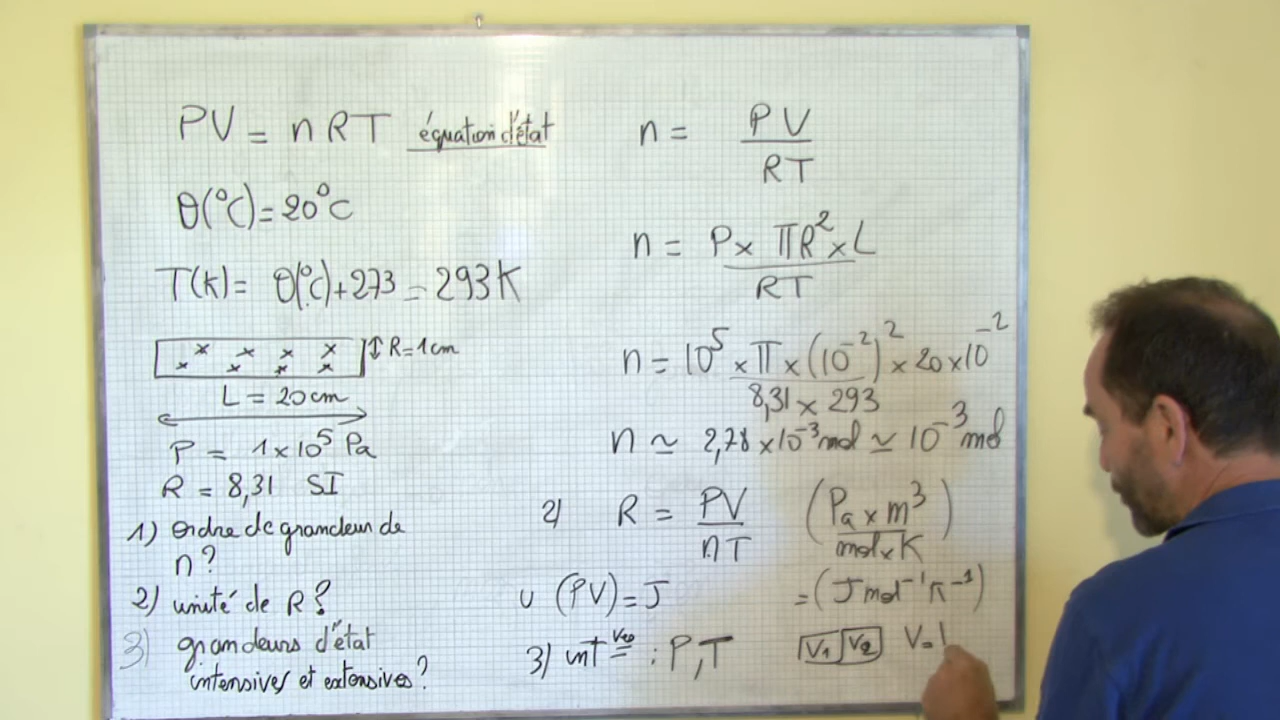 PV = nRT équation d'état
θ(°C) = 20°C
T(K) = θ(°C) + 273 = 293K
R = 1cm
L = 20cm
P = 1 × 10⁵ Pa
R = 8,31 SI
1) ordre de grandeur de
n ?
2) unité de R ?
3) grandeurs d'état
intensives et extensives ?
n = PV / RT
n = P × πR² × L / RT
n = 10⁵ × π × (10⁻²)² × 20 × 10⁻² / 8,31 × 293
n ≃ 2,78 × 10⁻³ mol ≃ 10⁻³ mol
2) R = PV / nT (Pa × m³ / mol × K)
U (PV) = J = (J mol⁻¹ K⁻¹)
3) intves : P, T V1 V2 V =